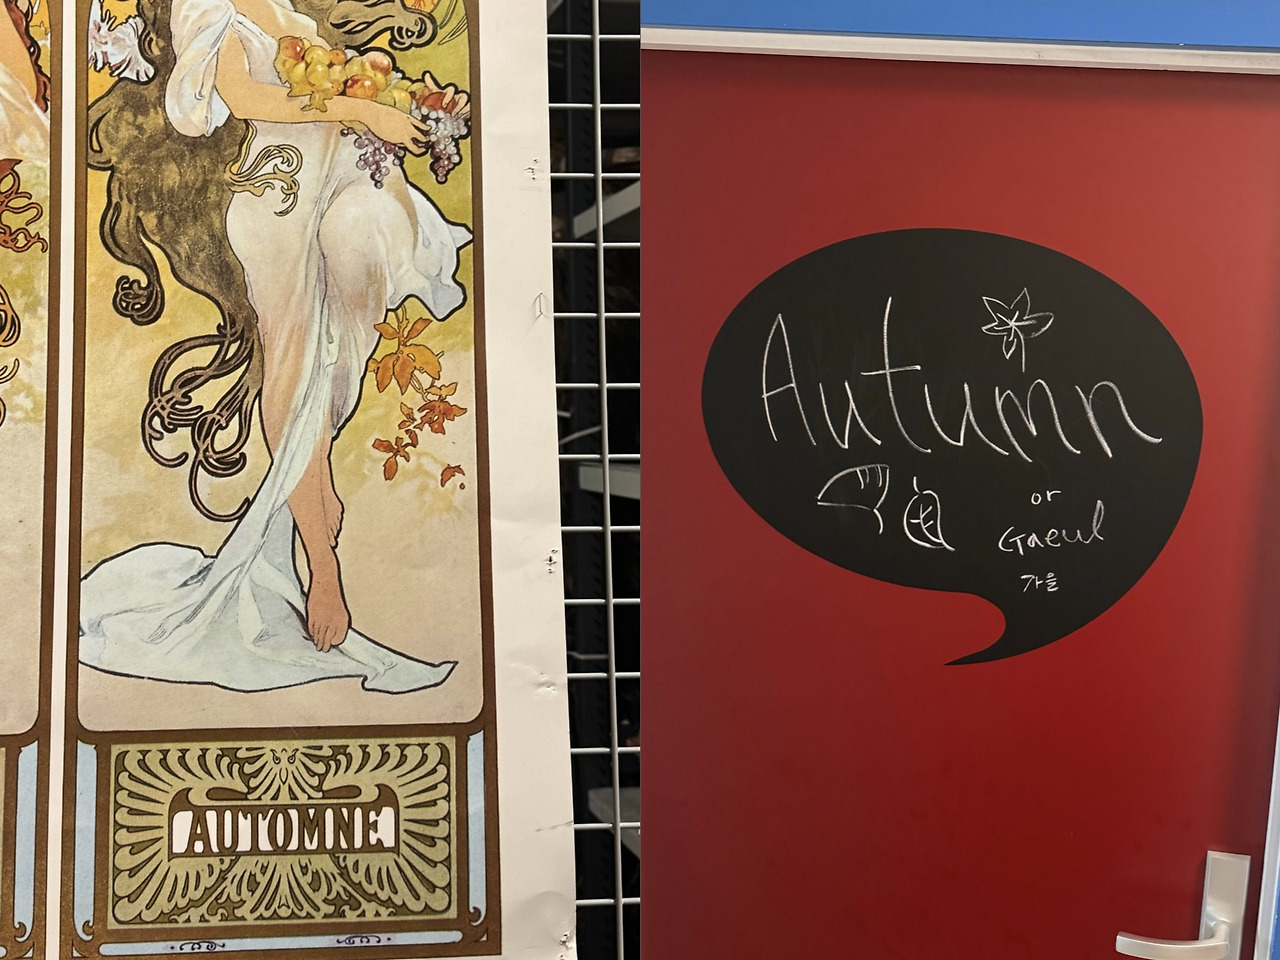 AUTOMNE
Autumn
or
Gaeul
가을